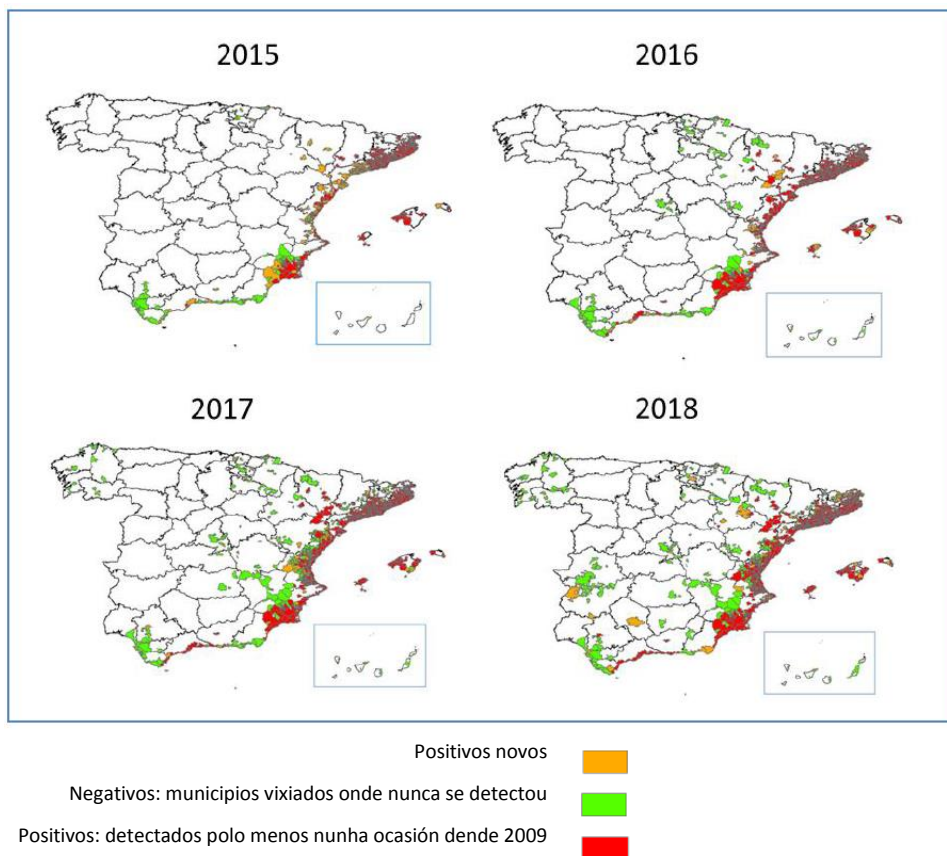 2015
2016
2017
2018
Positivos novos
Negativos: municipios vixiados onde nunca se detectou
Positivos: detectados polo menos nunha ocasión dende 2009